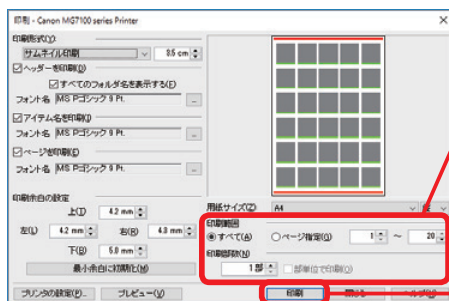 印刷 - Canon MG7100 series Printer
印刷形式(Y):
サムネイル印刷 3.5 cm
ヘッダーを印刷(D)
すべてのフォルダ名を表示する(F)
フォント名 MS Pゴシック 9 Pt. ...
アイテム名を印刷(I)
フォント名 MS Pゴシック 9 Pt. ...
ページを印刷(E)
フォント名 MS Pゴシック 9 Pt. ...
印刷余白の設定
上(T) 4.2 mm
左(L) 4.2 mm 右(R) 4.3 mm
下(B) 5.0 mm
最小余白に初期化(M)
プリンタの設定(P)... プレビュー(V)
用紙サイズ(Z) A4
印刷範囲
すべて(A) ページ指定(G) 1 ～ 20
印刷部数(N)
1 部 部単位で印刷(O)
印刷